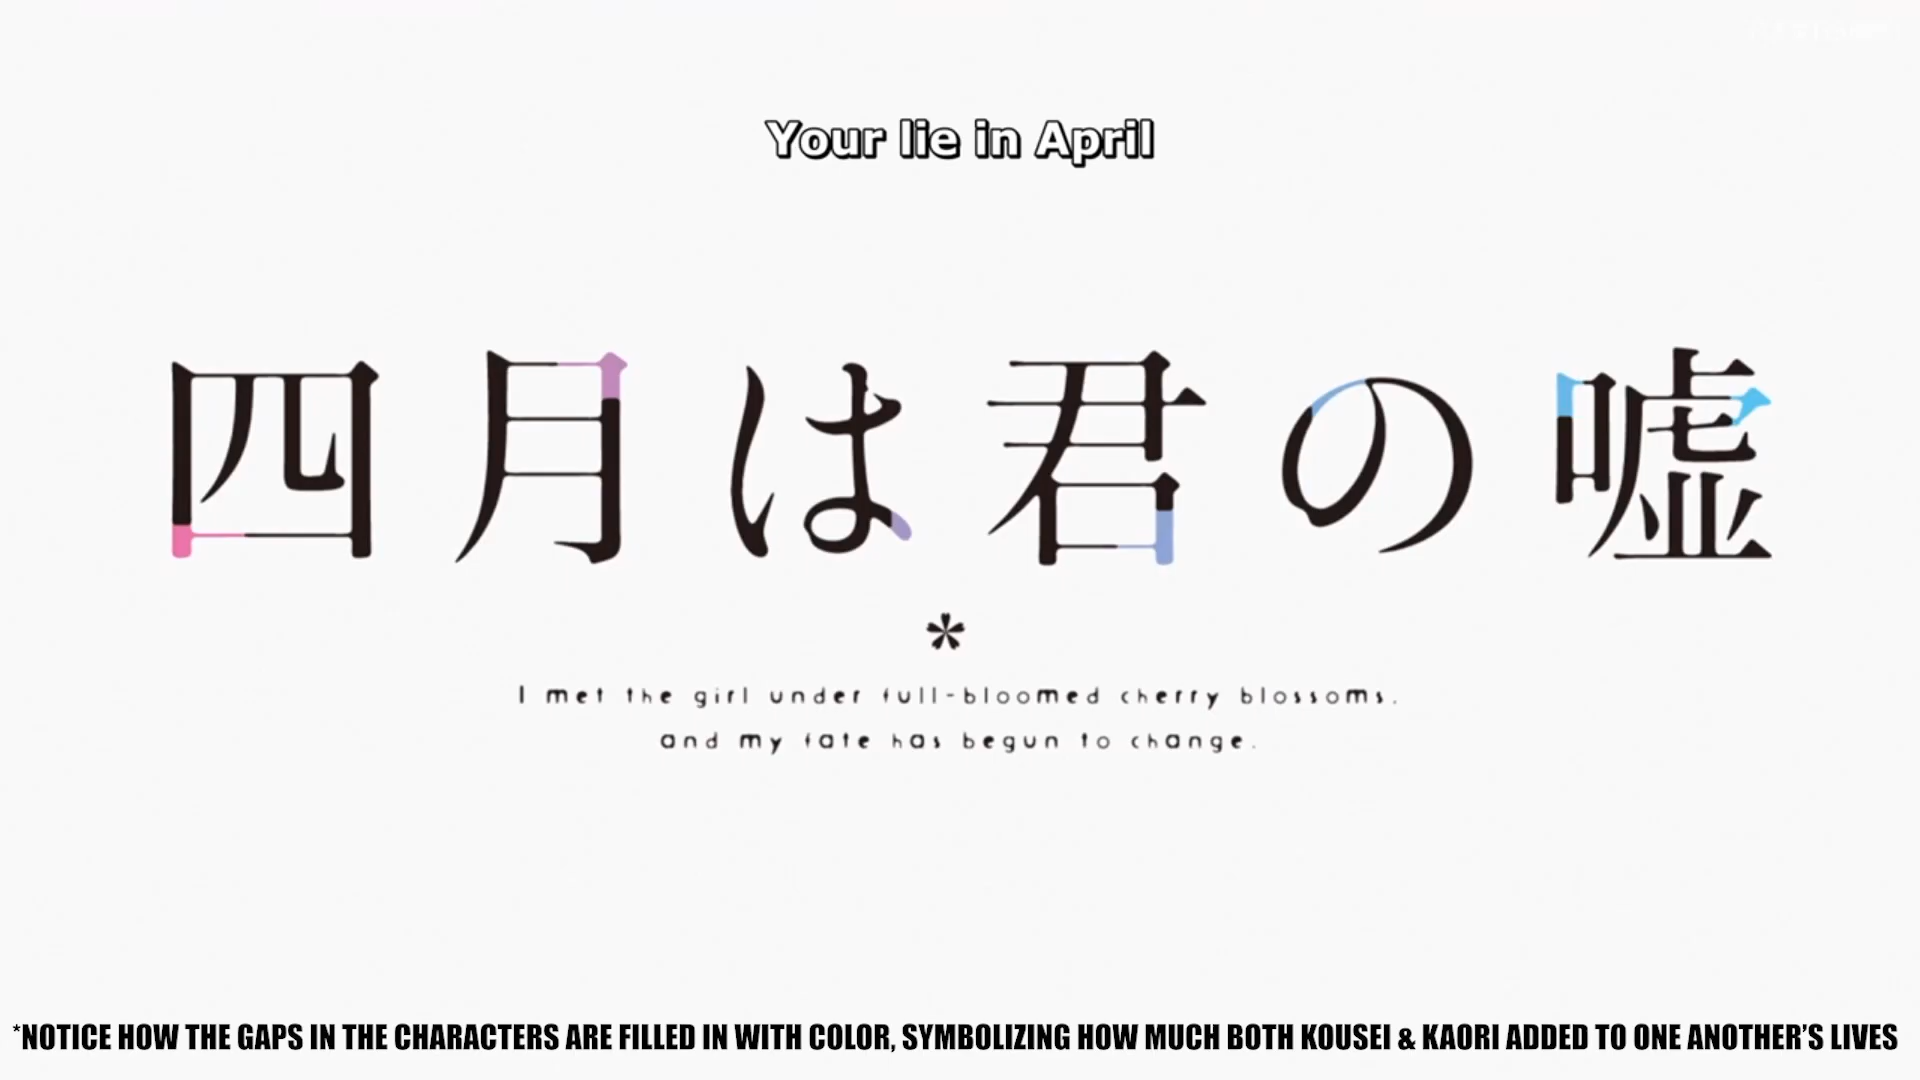 Your lie in April
四月は君の嘘
*
I met the girl under full-bloomed cherry blossoms.
and my fate has begun to change.
*NOTICE HOW THE GAPS IN THE CHARACTERS ARE FILLED IN WITH COLOR, SYMBOLIZING HOW MUCH BOTH KOUSEI & KAORI ADDED TO ONE ANOTHER’S LIVES